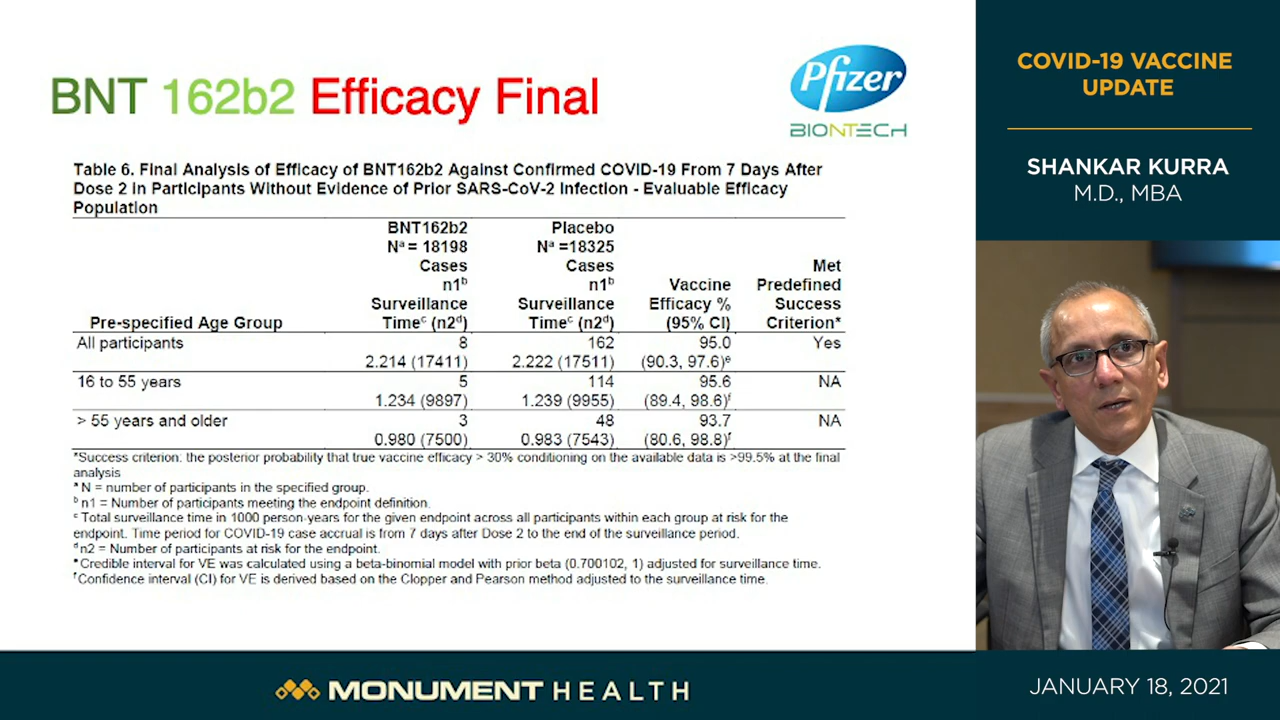 BNT 162b2 Efficacy Final
Pfizer
BIONTECH
Table 6. Final Analysis of Efficacy of BNT162b2 Against Confirmed COVID-19 From 7 Days After
Dose 2 in Participants Without Evidence of Prior SARS-CoV-2 Infection - Evaluable Efficacy
Population
BNT162b2 Placebo
Nᵃ = 18198 Nᵃ =18325
Cases Cases Met
n1ᵇ n1ᵇ Vaccine Predefined
Surveillance Surveillance Efficacy % Success
Pre-specified Age Group Timeᶜ (n2ᵈ) Timeᶜ (n2ᵈ) (95% CI) Criterion*
All participants 8 162 95.0 Yes
2.214 (17411) 2.222 (17511) (90.3, 97.6)ᵉ
16 to 55 years 5 114 95.6 NA
1.234 (9897) 1.239 (9955) (89.4, 98.6)ᶠ
> 55 years and older 3 48 93.7 NA
0.980 (7500) 0.983 (7543) (80.6, 98.8)ᶠ
*Success criterion: the posterior probability that true vaccine efficacy > 30% conditioning on the available data is >99.5% at the final
analysis
ᵃ N = number of participants in the specified group.
ᵇ n1 = Number of participants meeting the endpoint definition.
ᶜ Total surveillance time in 1000 person-years for the given endpoint across all participants within each group at risk for the
endpoint. Time period for COVID-19 case accrual is from 7 days after Dose 2 to the end of the surveillance period.
ᵈ n2 = Number of participants at risk for the endpoint.
ᵉ Credible interval for VE was calculated using a beta-binomial model with prior beta (0.700102, 1) adjusted for surveillance time.
ᶠ Confidence interval (CI) for VE is derived based on the Clopper and Pearson method adjusted to the surveillance time.
COVID-19 VACCINE
UPDATE
SHANKAR KURRA
M.D., MBA
MONUMENT HEALTH
JANUARY 18, 2021